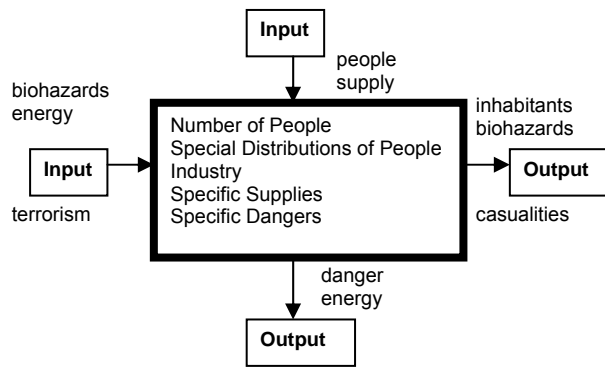 Input
people
supply
biohazards
energy
Input
terrorism
Number of People
Special Distributions of People
Industry
Specific Supplies
Specific Dangers
inhabitants
biohazards
Output
casualities
danger
energy
Output